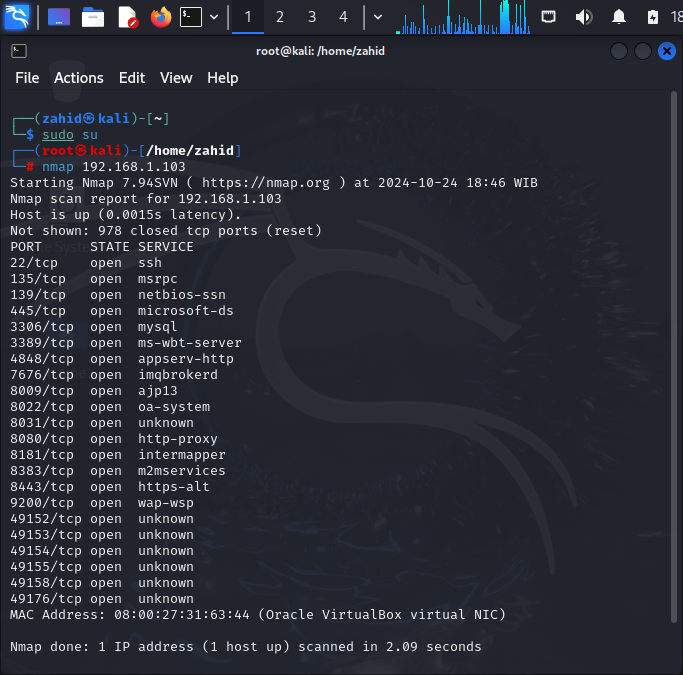 1 2 3 4 18
root@kali: /home/zahid
File Actions Edit View Help
┌──(zahid㉿kali)-[~]
└─$ sudo su
┌──(root㉿kali)-[/home/zahid]
└─# nmap 192.168.1.103
Starting Nmap 7.94SVN ( https://nmap.org ) at 2024-10-24 18:46 WIB
Nmap scan report for 192.168.1.103
Host is up (0.0015s latency).
Not shown: 978 closed tcp ports (reset)
PORT      STATE SERVICE
22/tcp    open  ssh
135/tcp   open  msrpc
139/tcp   open  netbios-ssn
445/tcp   open  microsoft-ds
3306/tcp  open  mysql
3389/tcp  open  ms-wbt-server
4848/tcp  open  appserv-http
7676/tcp  open  imqbrokerd
8009/tcp  open  ajp13
8022/tcp  open  oa-system
8031/tcp  open  unknown
8080/tcp  open  http-proxy
8181/tcp  open  intermapper
8383/tcp  open  m2mservices
8443/tcp  open  https-alt
9200/tcp  open  wap-wsp
49152/tcp open  unknown
49153/tcp open  unknown
49154/tcp open  unknown
49155/tcp open  unknown
49158/tcp open  unknown
49176/tcp open  unknown
MAC Address: 08:00:27:31:63:44 (Oracle VirtualBox virtual NIC)
Nmap done: 1 IP address (1 host up) scanned in 2.09 seconds